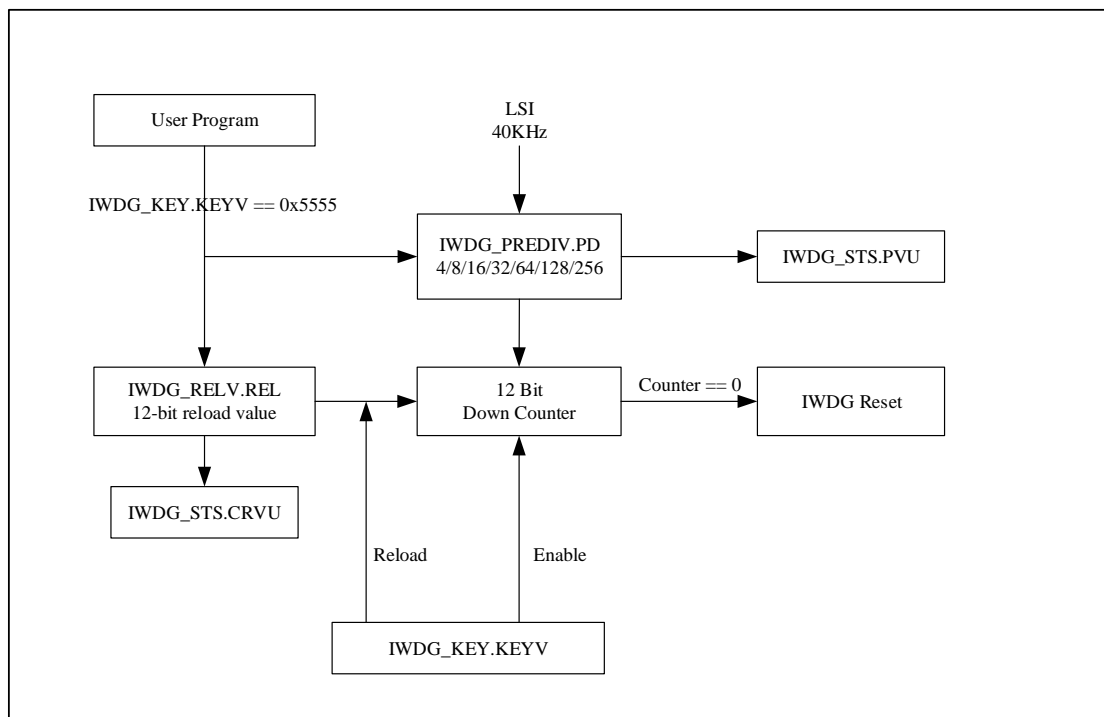 User Program
LSI
40KHz
IWDG_KEY.KEYV == 0x5555
IWDG_PREDIV.PD
4/8/16/32/64/128/256
IWDG_STS.PVU
IWDG_RELV.REL
12-bit reload value
12 Bit
Down Counter
Counter == 0
IWDG Reset
IWDG_STS.CRVU
Reload
Enable
IWDG_KEY.KEYV